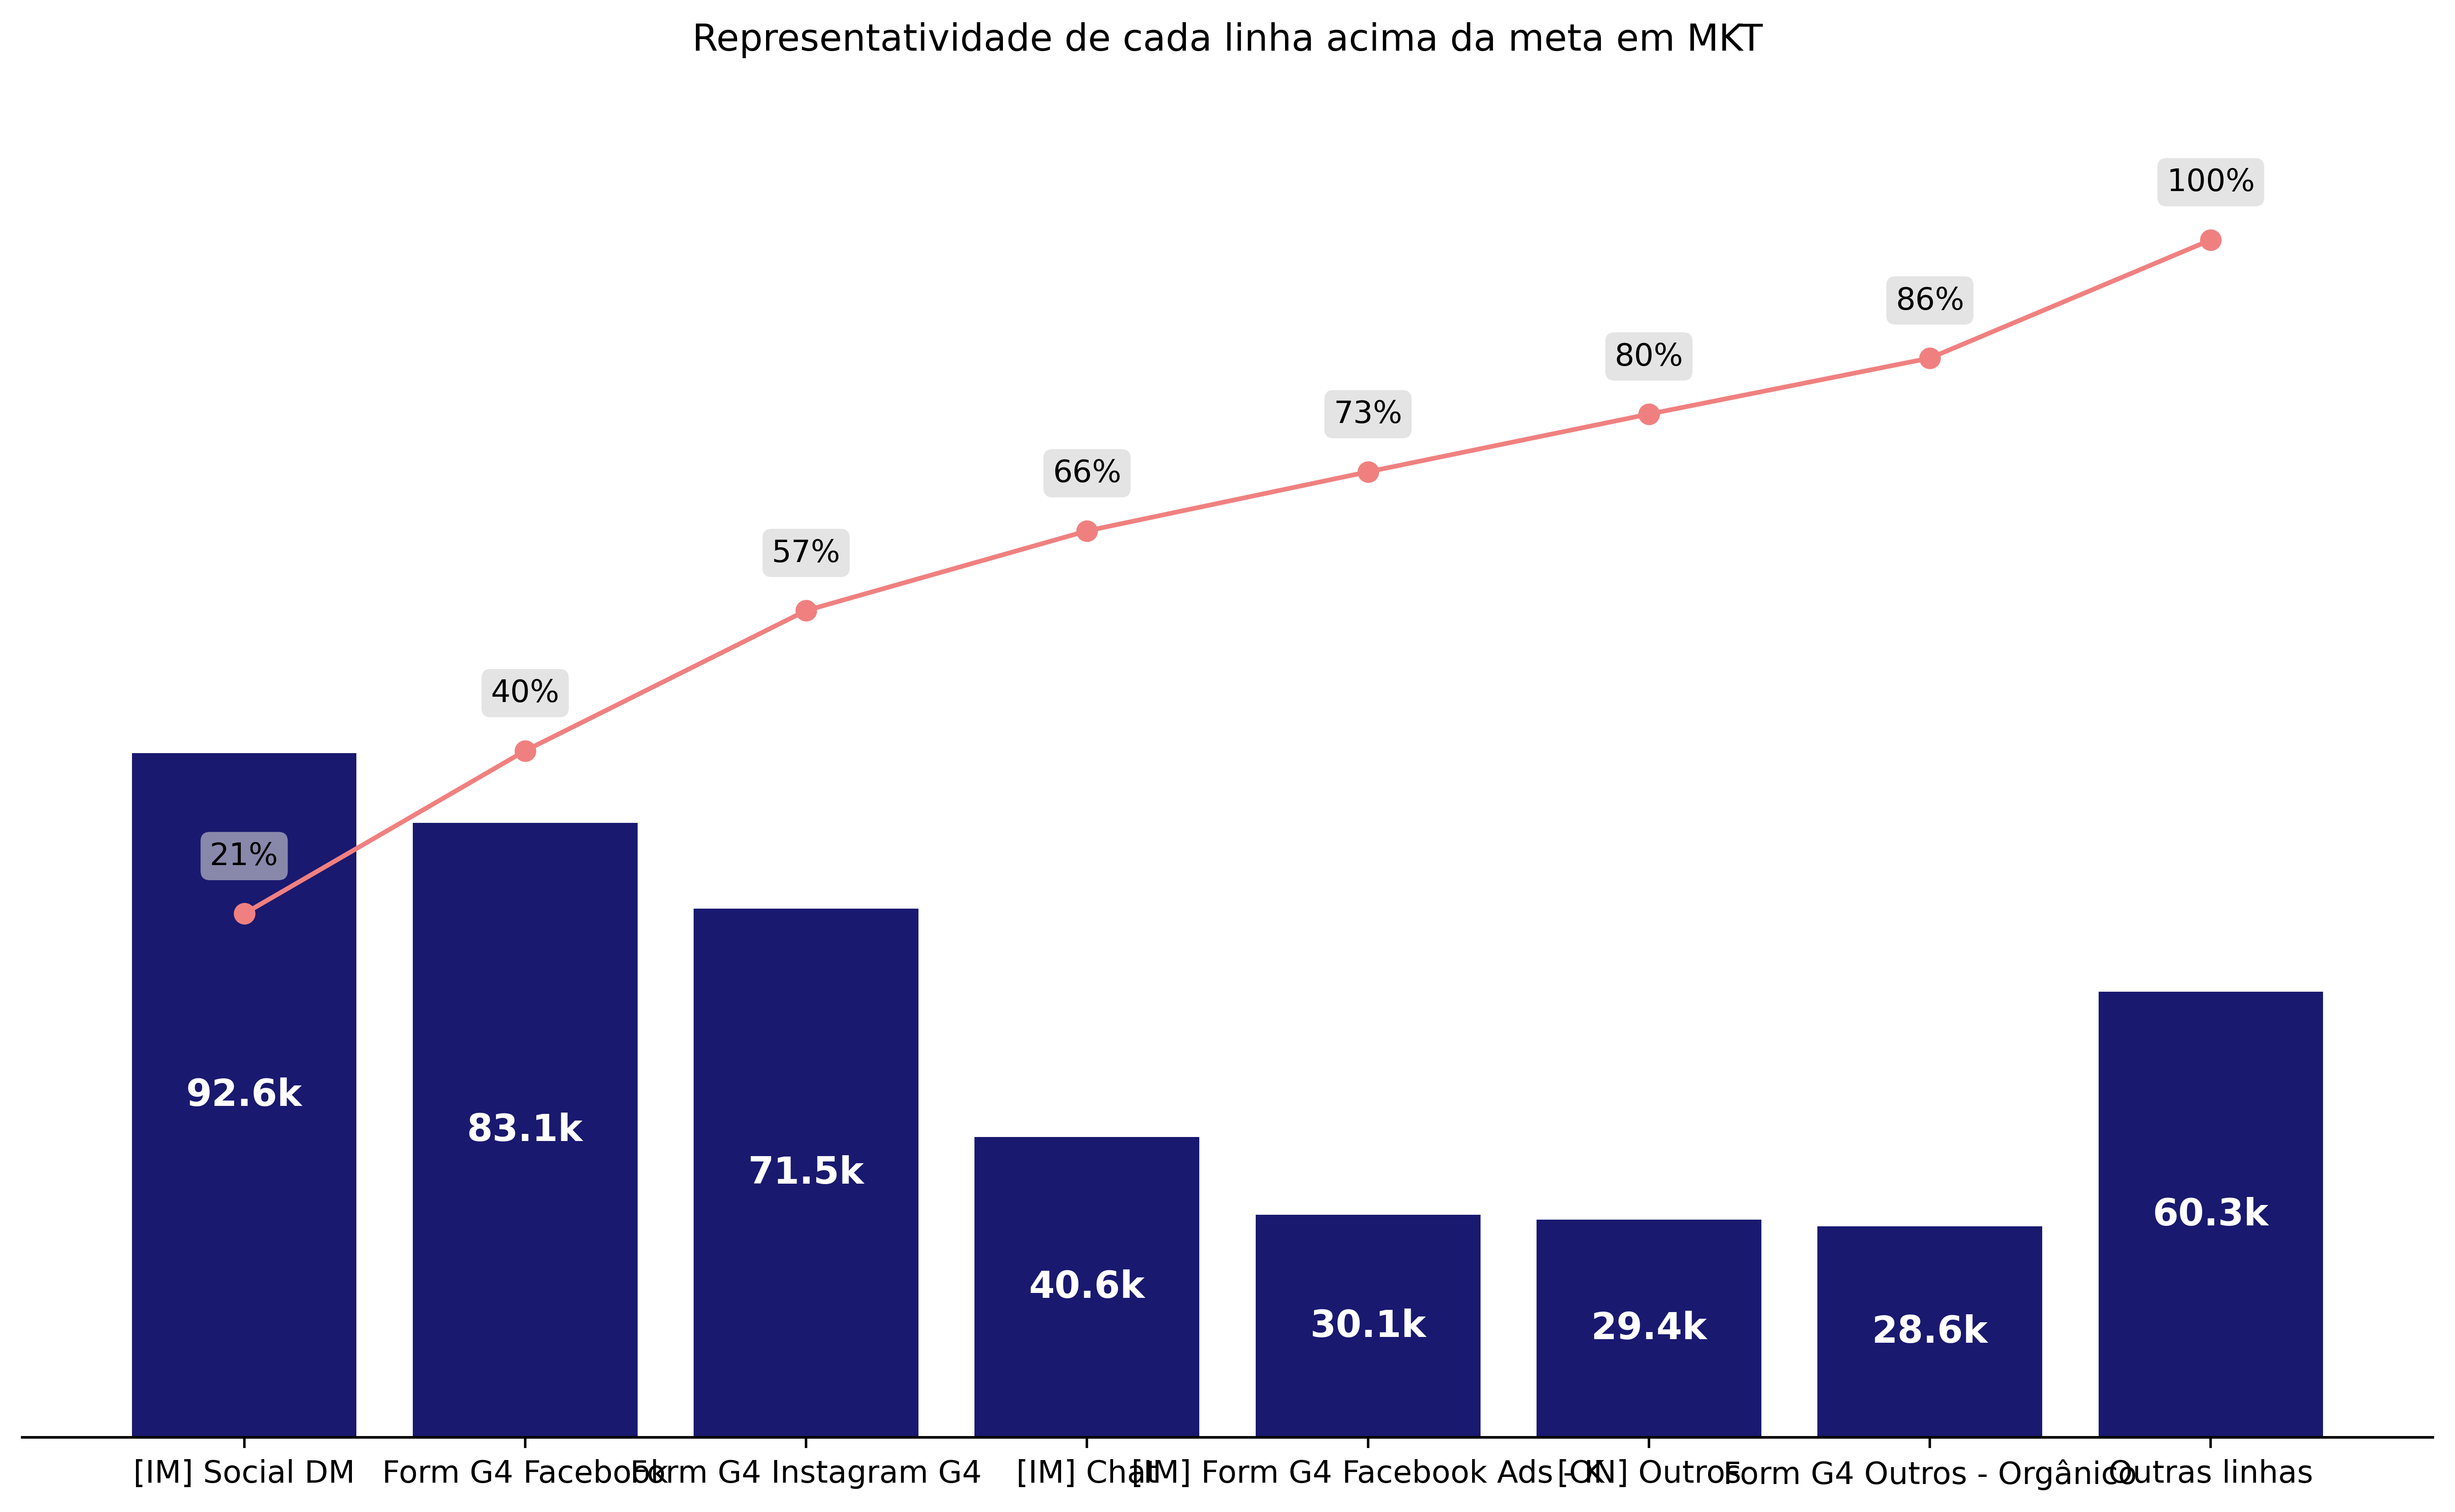 Representatividade de cada linha acima da meta em MKT
100%
86%
80%
73%
66%
57%
40%
21%
92.6k
83.1k
71.5k
40.6k
30.1k
29.4k
28.6k
60.3k
[IM] Social DM
Form G4 Facebook
Form G4 Instagram G4
[IM] Chat
[IM] Form G4 Facebook Ads
Outros
Form G4 Outros - Orgânico
Outras linhas